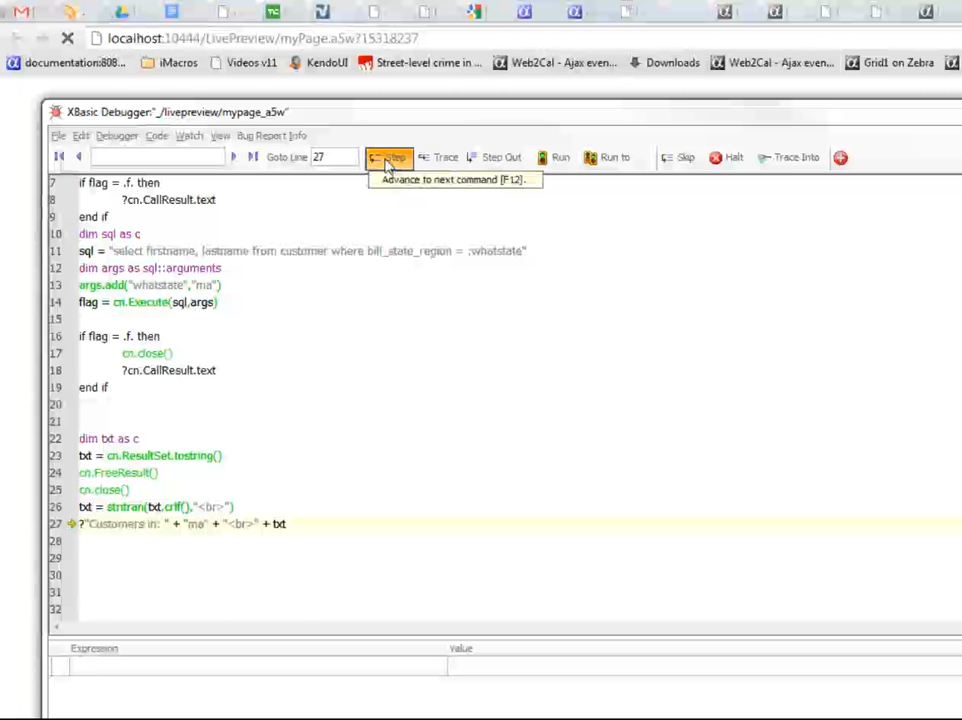 localhost:10444/LivePreview/myPage.a5w?15318237
documentation:808... iMacros Videos v11 KendoUI Street-level crime in ... Web2Cal - Ajax even... Downloads Web2Cal - Ajax even... Grid1 on Zebra
XBasic Debugger:"_/livepreview/mypage_a5w"
File Edit Debugger Code Watch View Bug Report Info
Goto Line 27 Step Trace Step Out Run Run to Skip Halt Trace Into
Advance to next command [F12].
7 if flag = .f. then
8 ?cn.CallResult.text
9 end if
10 dim sql as c
11 sql = "select firstname, lastname from customer where bill_state_region = :whatstate"
12 dim args as sql::arguments
13 args.add("whatstate","ma")
14 flag = cn.Execute(sql,args)
15
16 if flag = .f. then
17 cn.close()
18 ?cn.CallResult.text
19 end if
20
21
22 dim txt as c
23 txt = cn.ResultSet.tostring()
24 cn.FreeResult()
25 cn.close()
26 txt = strtran(txt,crlf(),"<br>")
27 ?"Customers in: " + "ma" + "<br>" + txt
28
29
30
31
32
Expression value